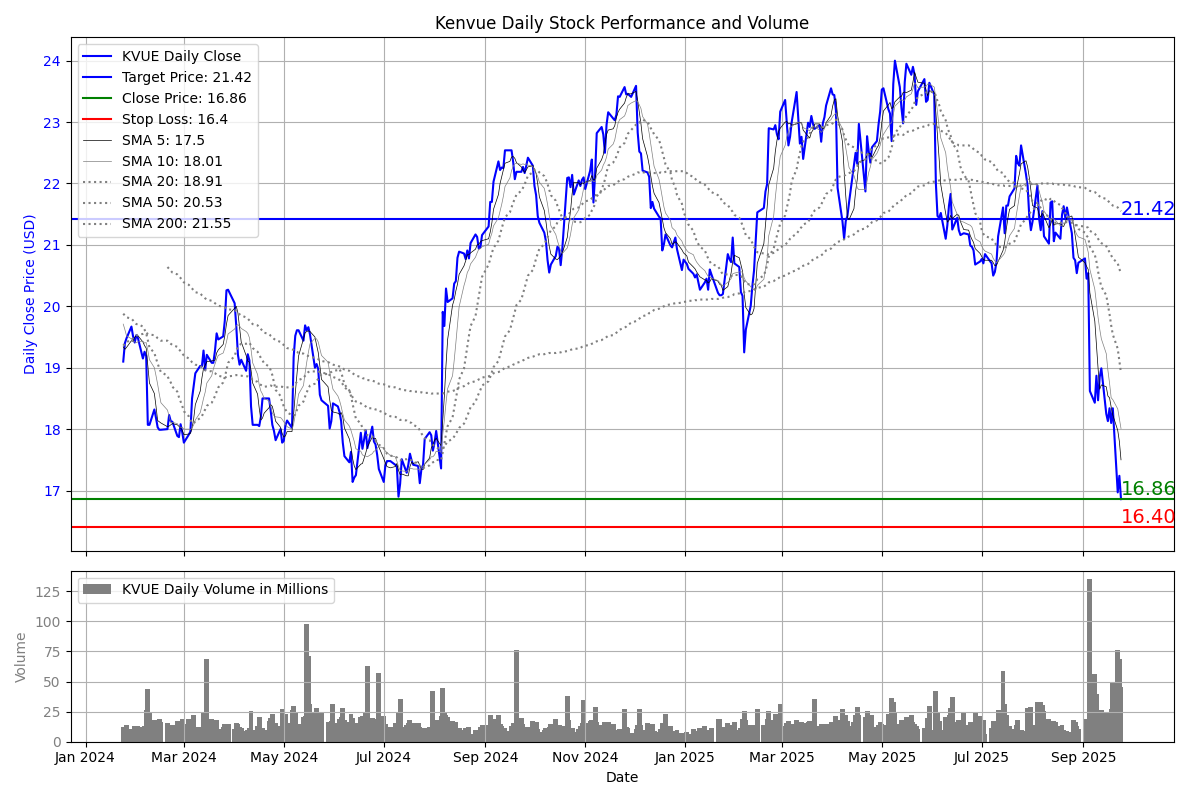 Kenvue Daily Stock Performance and Volume
24
23
22
21
20
19
18
17
Daily Close Price (USD)
KVUE Daily Close
Target Price: 21.42
Close Price: 16.86
Stop Loss: 16.4
SMA 5: 17.5
SMA 10: 18.01
SMA 20: 18.91
SMA 50: 20.53
SMA 200: 21.55
21.42
16.86
16.40
KVUE Daily Volume in Millions
125
100
75
50
25
0
Volume
Jan 2024
Mar 2024
May 2024
Jul 2024
Sep 2024
Nov 2024
Jan 2025
Mar 2025
May 2025
Jul 2025
Sep 2025
Date